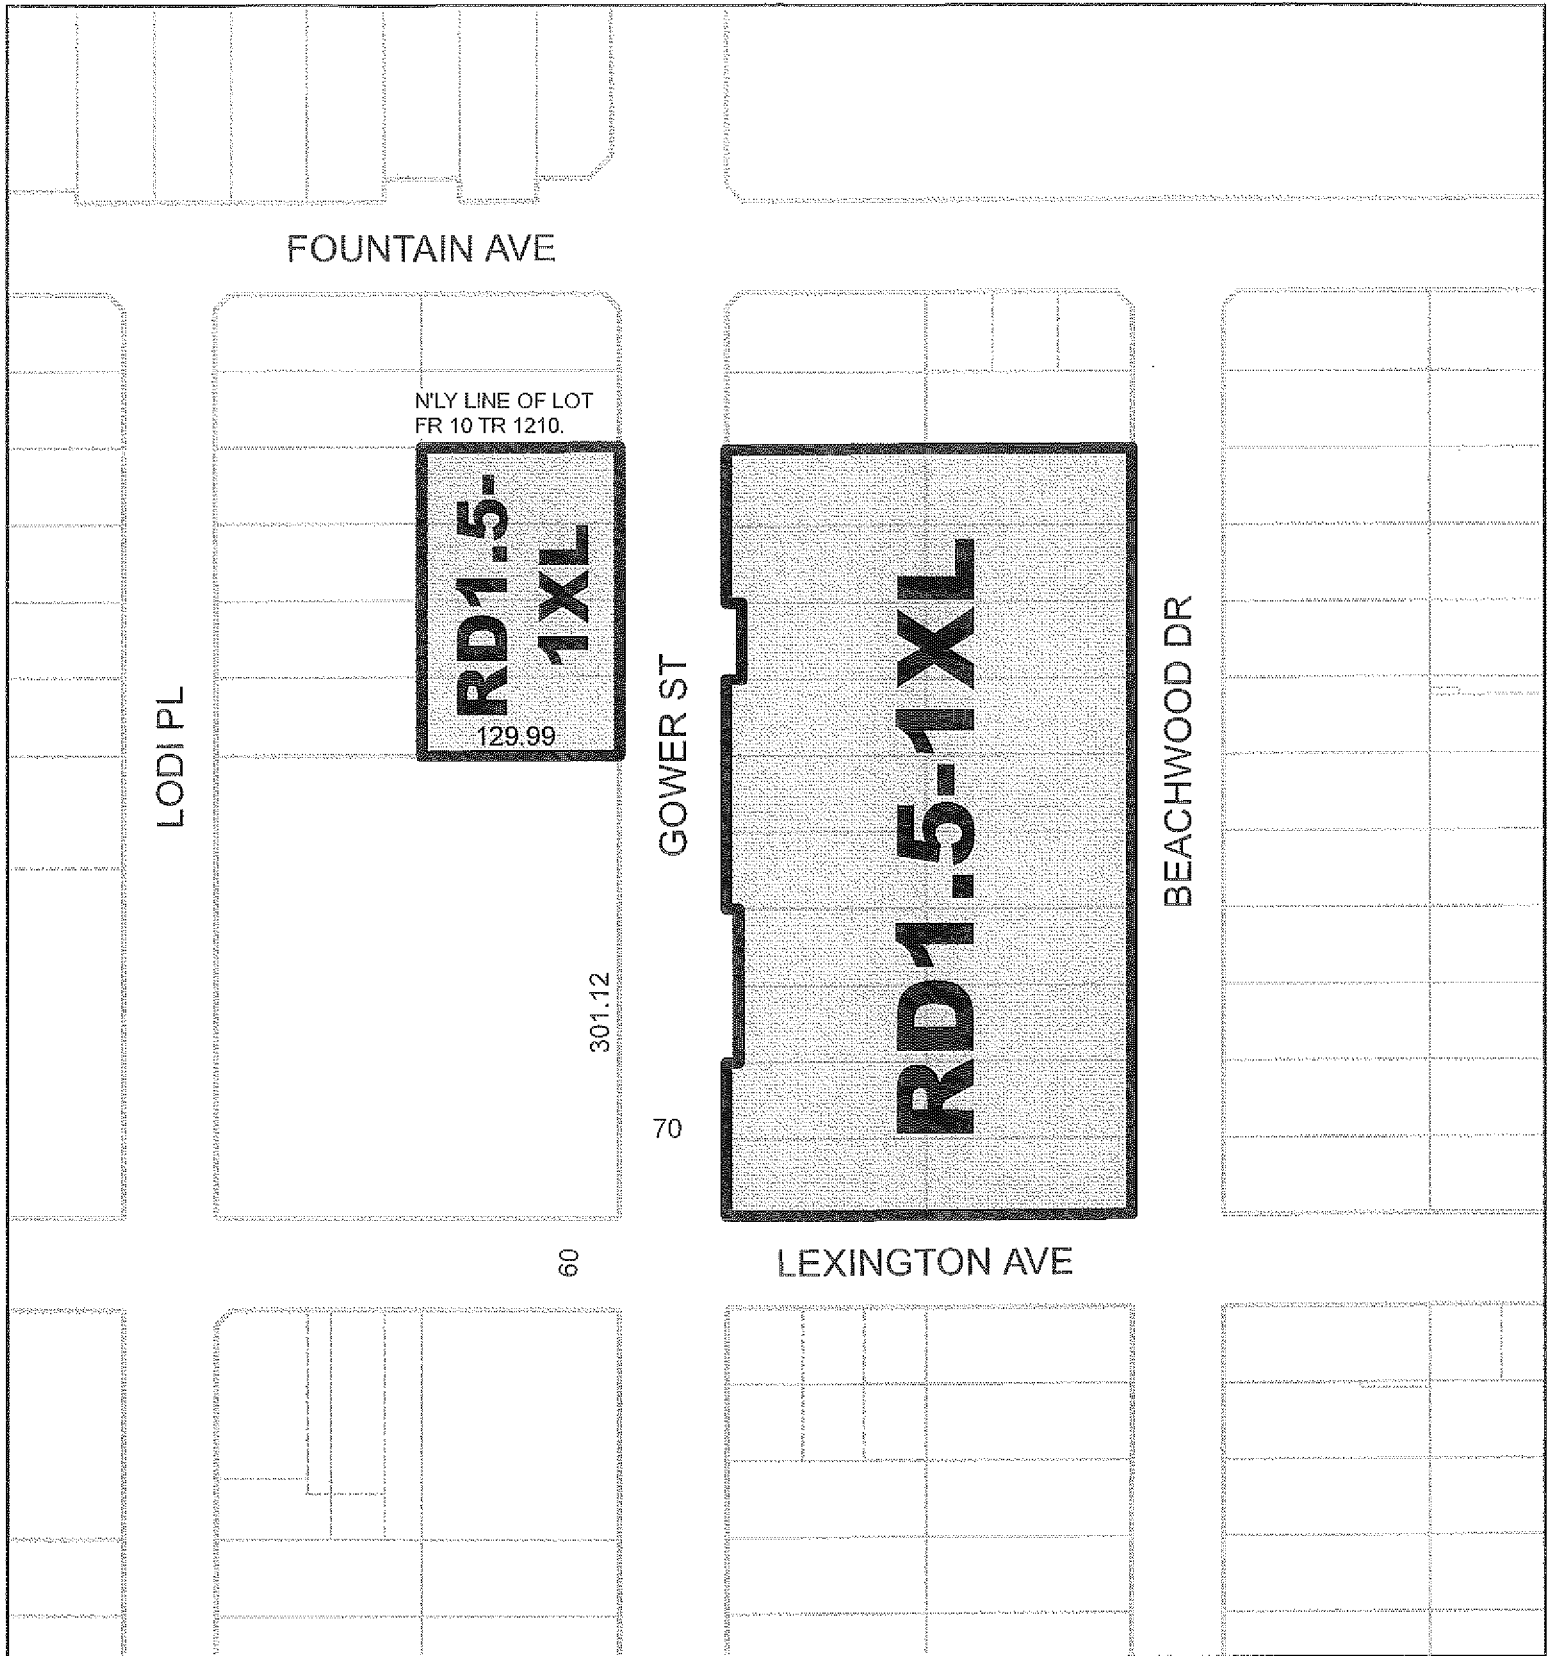 FOUNTAIN AVE
N'LY LINE OF LOT
FR 10 TR 1210.
RD1.5-
1XL
129.99
LODI PL
GOWER ST
RD1.5-1XL
BEACHWOOD DR
301.12
70
60
LEXINGTON AVE